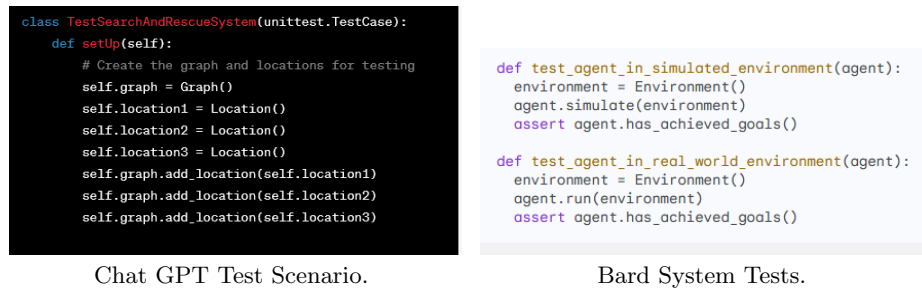 class TestSearchAndRescueSystem(unittest.TestCase):
    def setUp(self):
        # Create the graph and locations for testing
        self.graph = Graph()
        self.location1 = Location()
        self.location2 = Location()
        self.location3 = Location()
        self.graph.add_location(self.location1)
        self.graph.add_location(self.location2)
        self.graph.add_location(self.location3)
Chat GPT Test Scenario.
def test_agent_in_simulated_environment(agent):
  environment = Environment()
  agent.simulate(environment)
  assert agent.has_achieved_goals()
def test_agent_in_real_world_environment(agent):
  environment = Environment()
  agent.run(environment)
  assert agent.has_achieved_goals()
Bard System Tests.